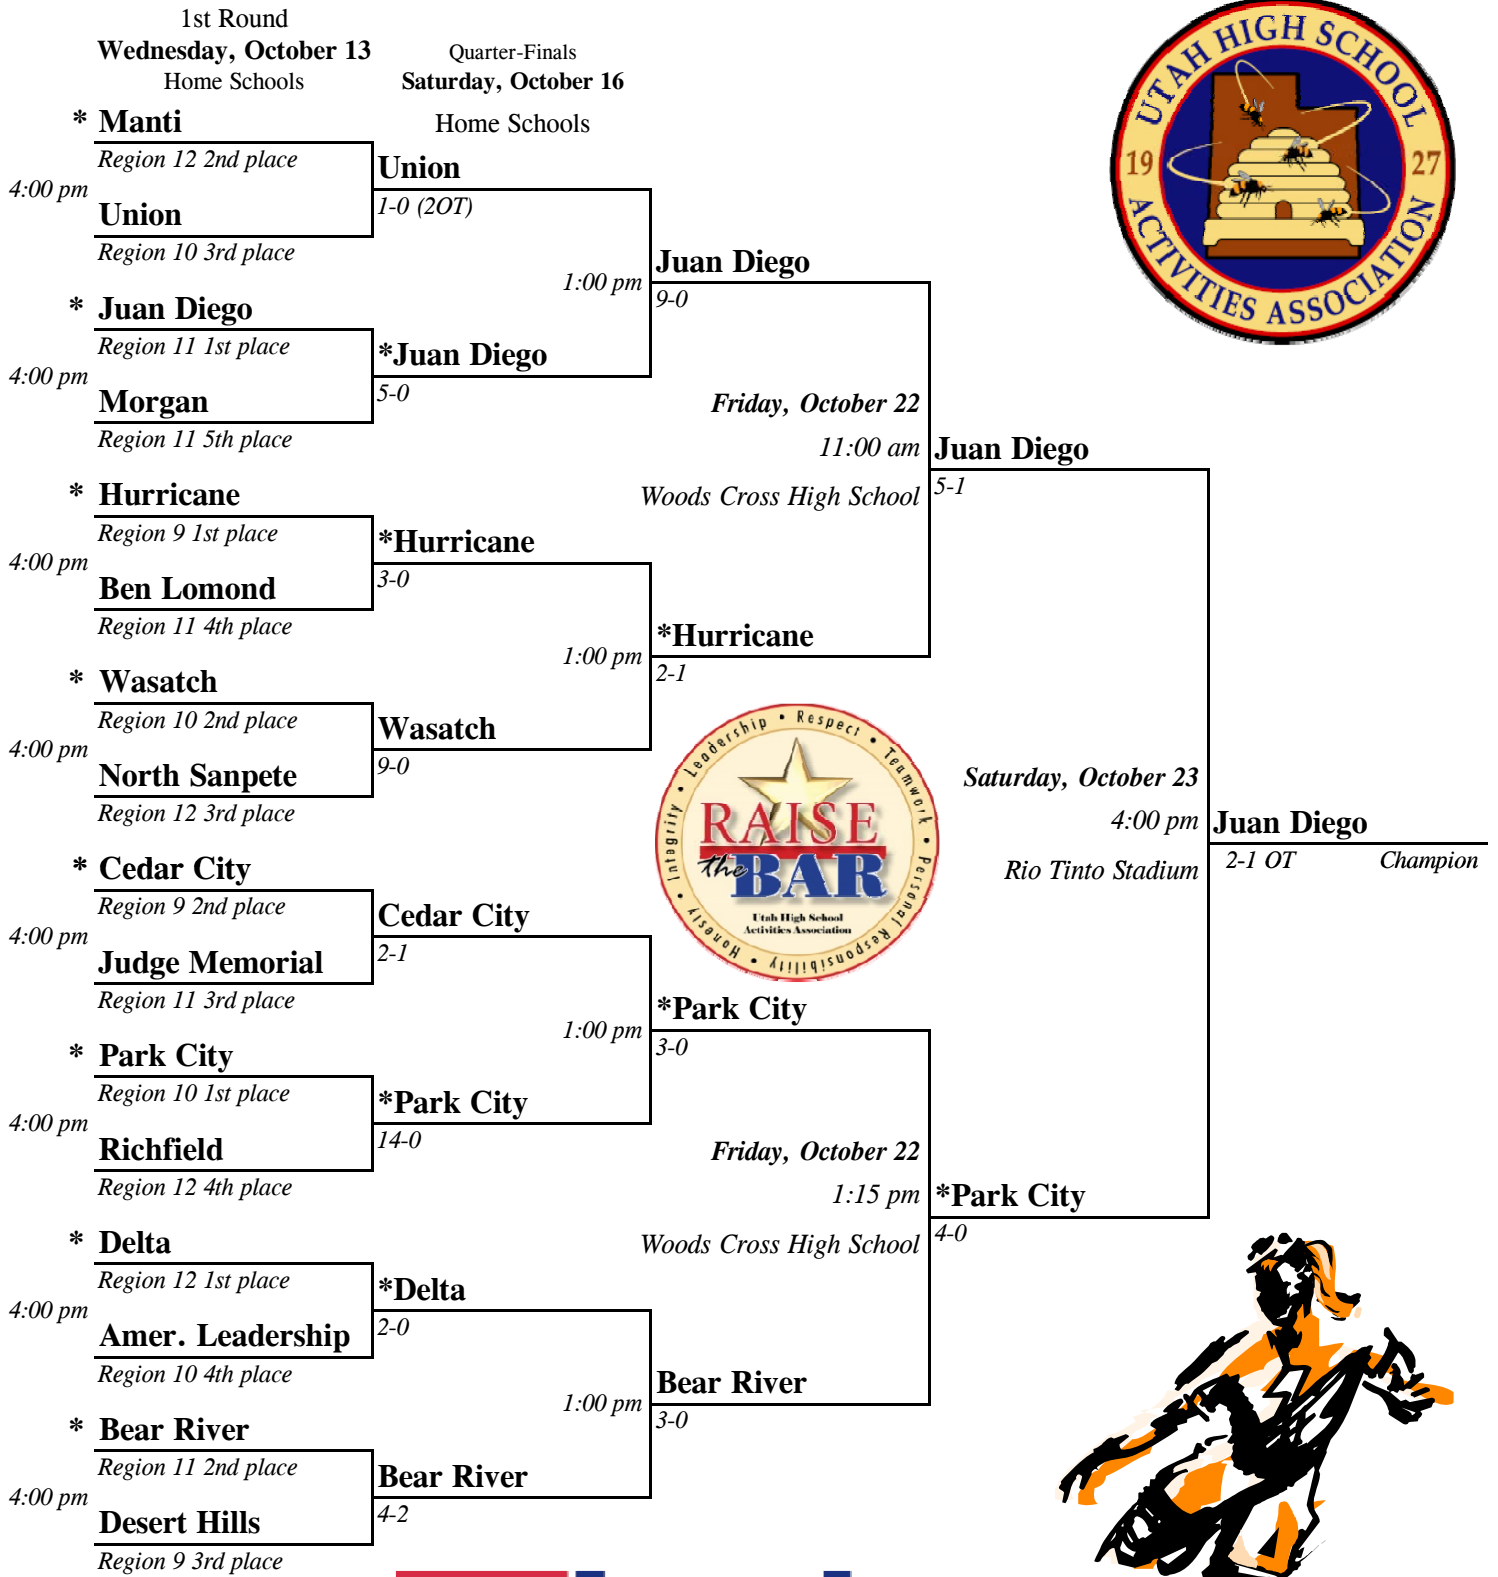 1st Round
Wednesday, October 13
Home Schools
Quarter-Finals
Saturday, October 16
Home Schools
UTAH HIGH SCHOOL
ACTIVITIES ASSOCIATION
19 27
* Manti
Region 12 2nd place
4:00 pm
Union
Region 10 3rd place
* Juan Diego
Region 11 1st place
4:00 pm
Morgan
Region 11 5th place
* Hurricane
Region 9 1st place
4:00 pm
Ben Lomond
Region 11 4th place
* Wasatch
Region 10 2nd place
4:00 pm
North Sanpete
Region 12 3rd place
* Cedar City
Region 9 2nd place
4:00 pm
Judge Memorial
Region 11 3rd place
* Park City
Region 10 1st place
4:00 pm
Richfield
Region 12 4th place
* Delta
Region 12 1st place
4:00 pm
Amer. Leadership
Region 10 4th place
* Bear River
Region 11 2nd place
4:00 pm
Desert Hills
Region 9 3rd place
Union
1-0 (2OT)
1:00 pm
*Juan Diego
5-0
*Hurricane
3-0
1:00 pm
Wasatch
9-0
Cedar City
2-1
1:00 pm
*Park City
14-0
*Delta
2-0
1:00 pm
Bear River
4-2
Juan Diego
9-0
Friday, October 22
11:00 am
Woods Cross High School
*Hurricane
2-1
Honesty • Integrity • Leadership • Respect • Teamwork • Personal Responsibility •
RAISE
the BAR
Utah High School
Activities Association
*Park City
3-0
Friday, October 22
1:15 pm
Woods Cross High School
Bear River
3-0
Juan Diego
5-1
Saturday, October 23
4:00 pm
Rio Tinto Stadium
*Park City
4-0
Juan Diego
2-1 OT Champion